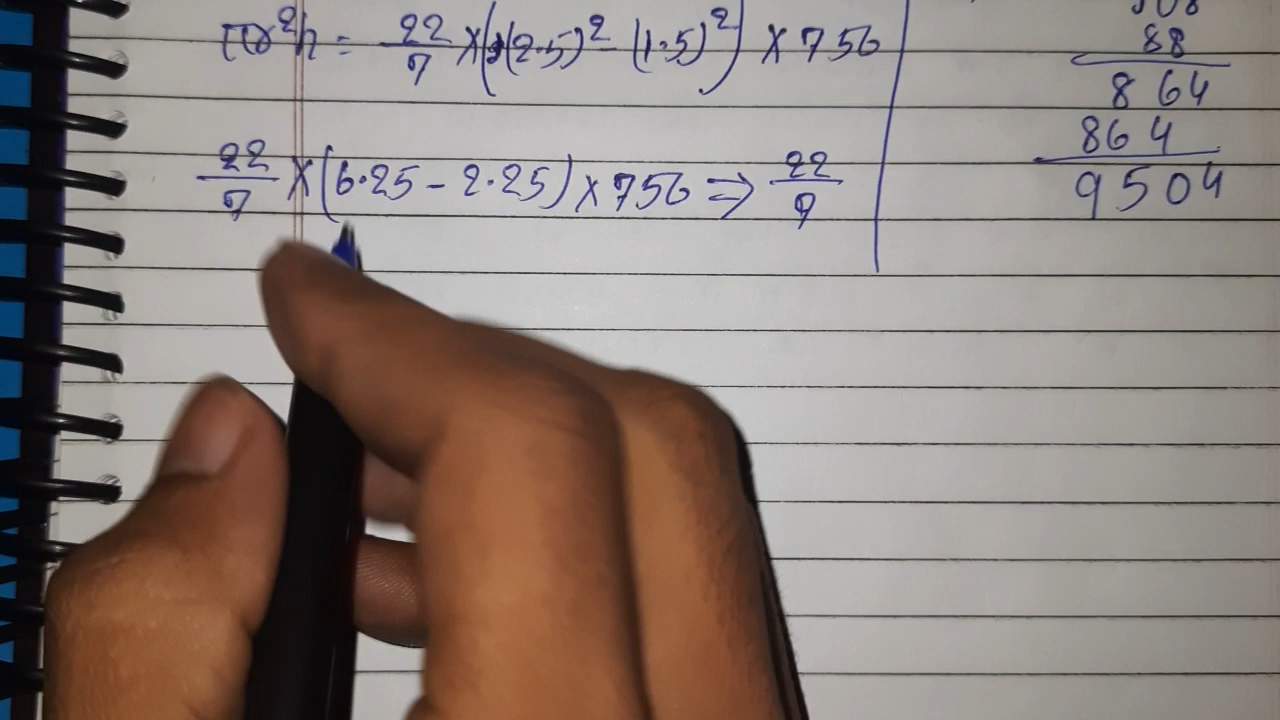 πr²h = 22/7 × ((2.5)² - (1.5)²) × 756
22/7 × (6.25 - 2.25) × 756 ⇒ 22/7
108
88
864
864
9504